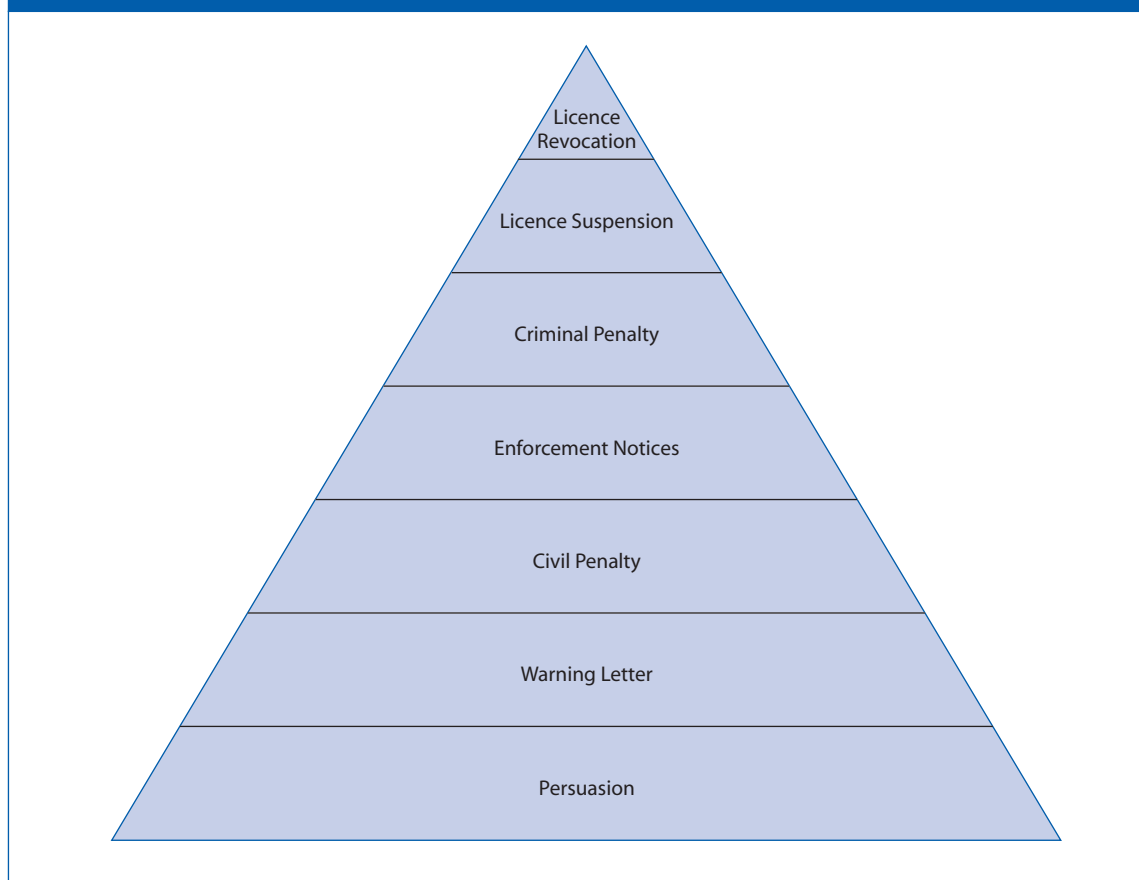 Licence
Revocation
Licence Suspension
Criminal Penalty
Enforcement Notices
Civil Penalty
Warning Letter
Persuasion